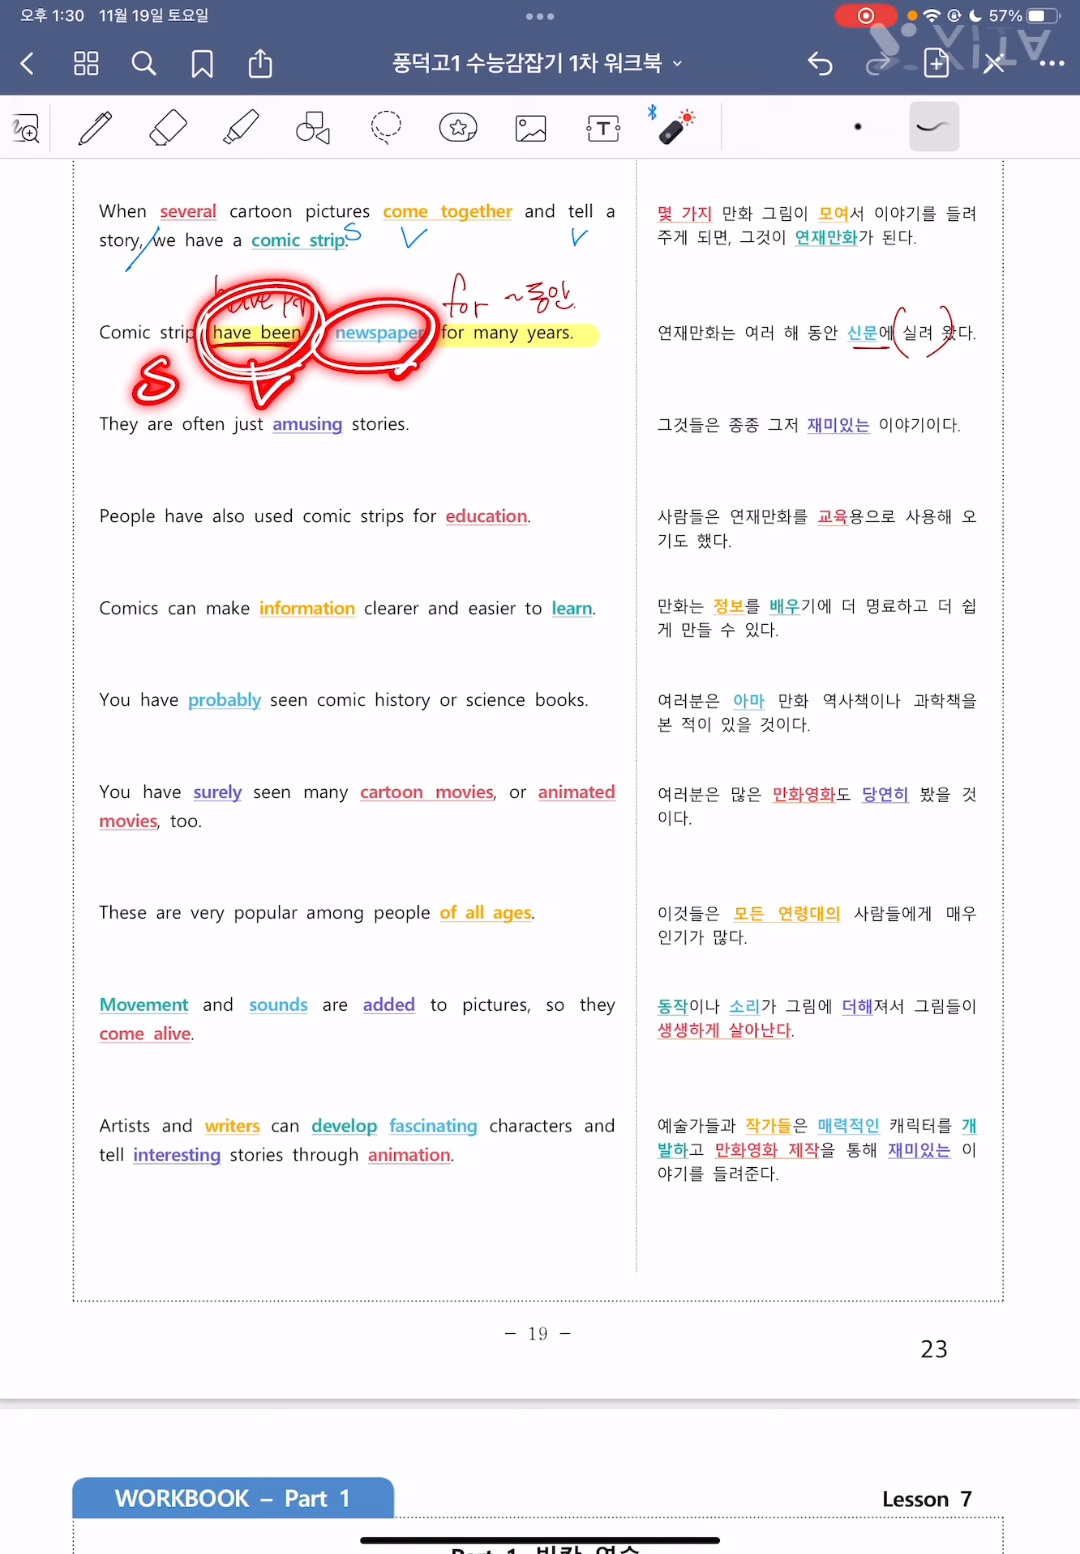 오후 1:30 11월 19일 토요일
57%
풍덕고1 수능감잡기 1차 워크북
VITA
When several cartoon pictures come together and tell a
story, we have a comic strip.
S V V
몇 가지 만화 그림이 모여서 이야기를 들려
주게 되면, 그것이 연재만화가 된다.
for ~동안
Comic strip have been newspaper for many years.
S V
연재만화는 여러 해 동안 신문에 실려 왔다.
They are often just amusing stories.
그것들은 종종 그저 재미있는 이야기이다.
People have also used comic strips for education.
사람들은 연재만화를 교육용으로 사용해 오
기도 했다.
Comics can make information clearer and easier to learn.
만화는 정보를 배우기에 더 명료하고 더 쉽
게 만들 수 있다.
You have probably seen comic history or science books.
여러분은 아마 만화 역사책이나 과학책을
본 적이 있을 것이다.
You have surely seen many cartoon movies, or animated
movies, too.
여러분은 많은 만화영화도 당연히 봤을 것
이다.
These are very popular among people of all ages.
이것들은 모든 연령대의 사람들에게 매우
인기가 많다.
Movement and sounds are added to pictures, so they
come alive.
동작이나 소리가 그림에 더해져서 그림들이
생생하게 살아난다.
Artists and writers can develop fascinating characters and
tell interesting stories through animation.
예술가들과 작가들은 매력적인 캐릭터를 개
발하고 만화영화 제작을 통해 재미있는 이
야기를 들려준다.
- 19 -
23
WORKBOOK – Part 1
Lesson 7